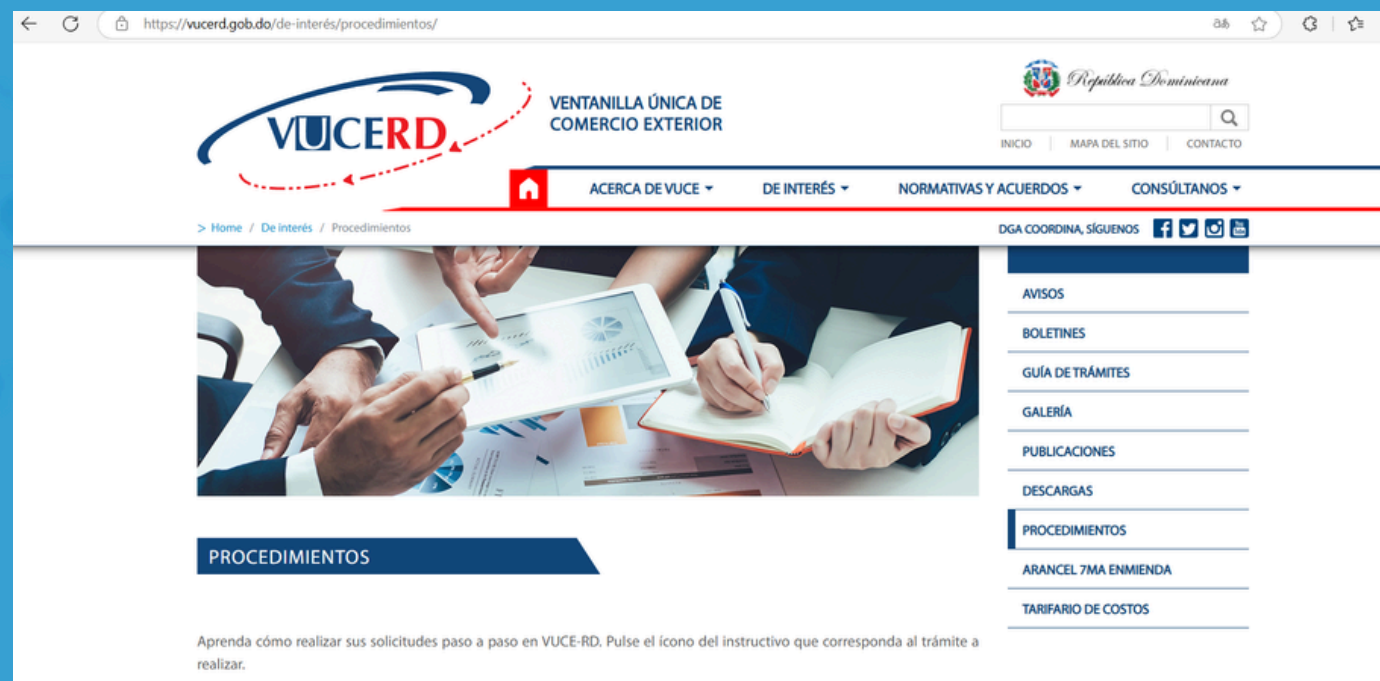 https://vucerd.gob.do/de-interés/procedimientos/
VUCERD
VENTANILLA ÚNICA DE
COMERCIO EXTERIOR
República Dominicana
INICIO MAPA DEL SITIO CONTACTO
ACERCA DE VUCE DE INTERÉS NORMATIVAS Y ACUERDOS CONSÚLTANOS
> Home / De interés / Procedimientos
DGA COORDINA, SÍGUENOS
AVISOS
BOLETINES
GUÍA DE TRÁMITES
GALERÍA
PUBLICACIONES
DESCARGAS
PROCEDIMIENTOS
ARANCEL 7MA ENMIENDA
TARIFARIO DE COSTOS
PROCEDIMIENTOS
Aprenda cómo realizar sus solicitudes paso a paso en VUCE-RD. Pulse el ícono del instructivo que corresponda al trámite a
realizar.